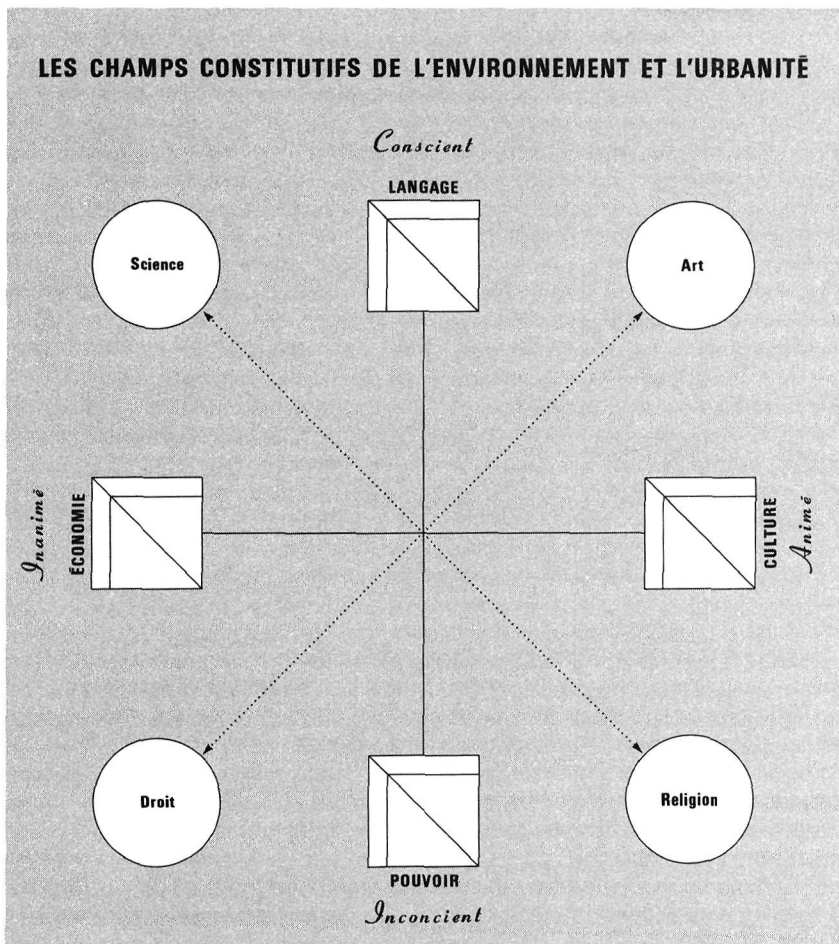 LES CHAMPS CONSTITUTIFS DE L'ENVIRONNEMENT ET L'URBANITÉ
Conscient
LANGAGE
Science
Art
Inanimé
ÉCONOMIE
CULTURE
Animé
Droit
Religion
POUVOIR
Inconcient